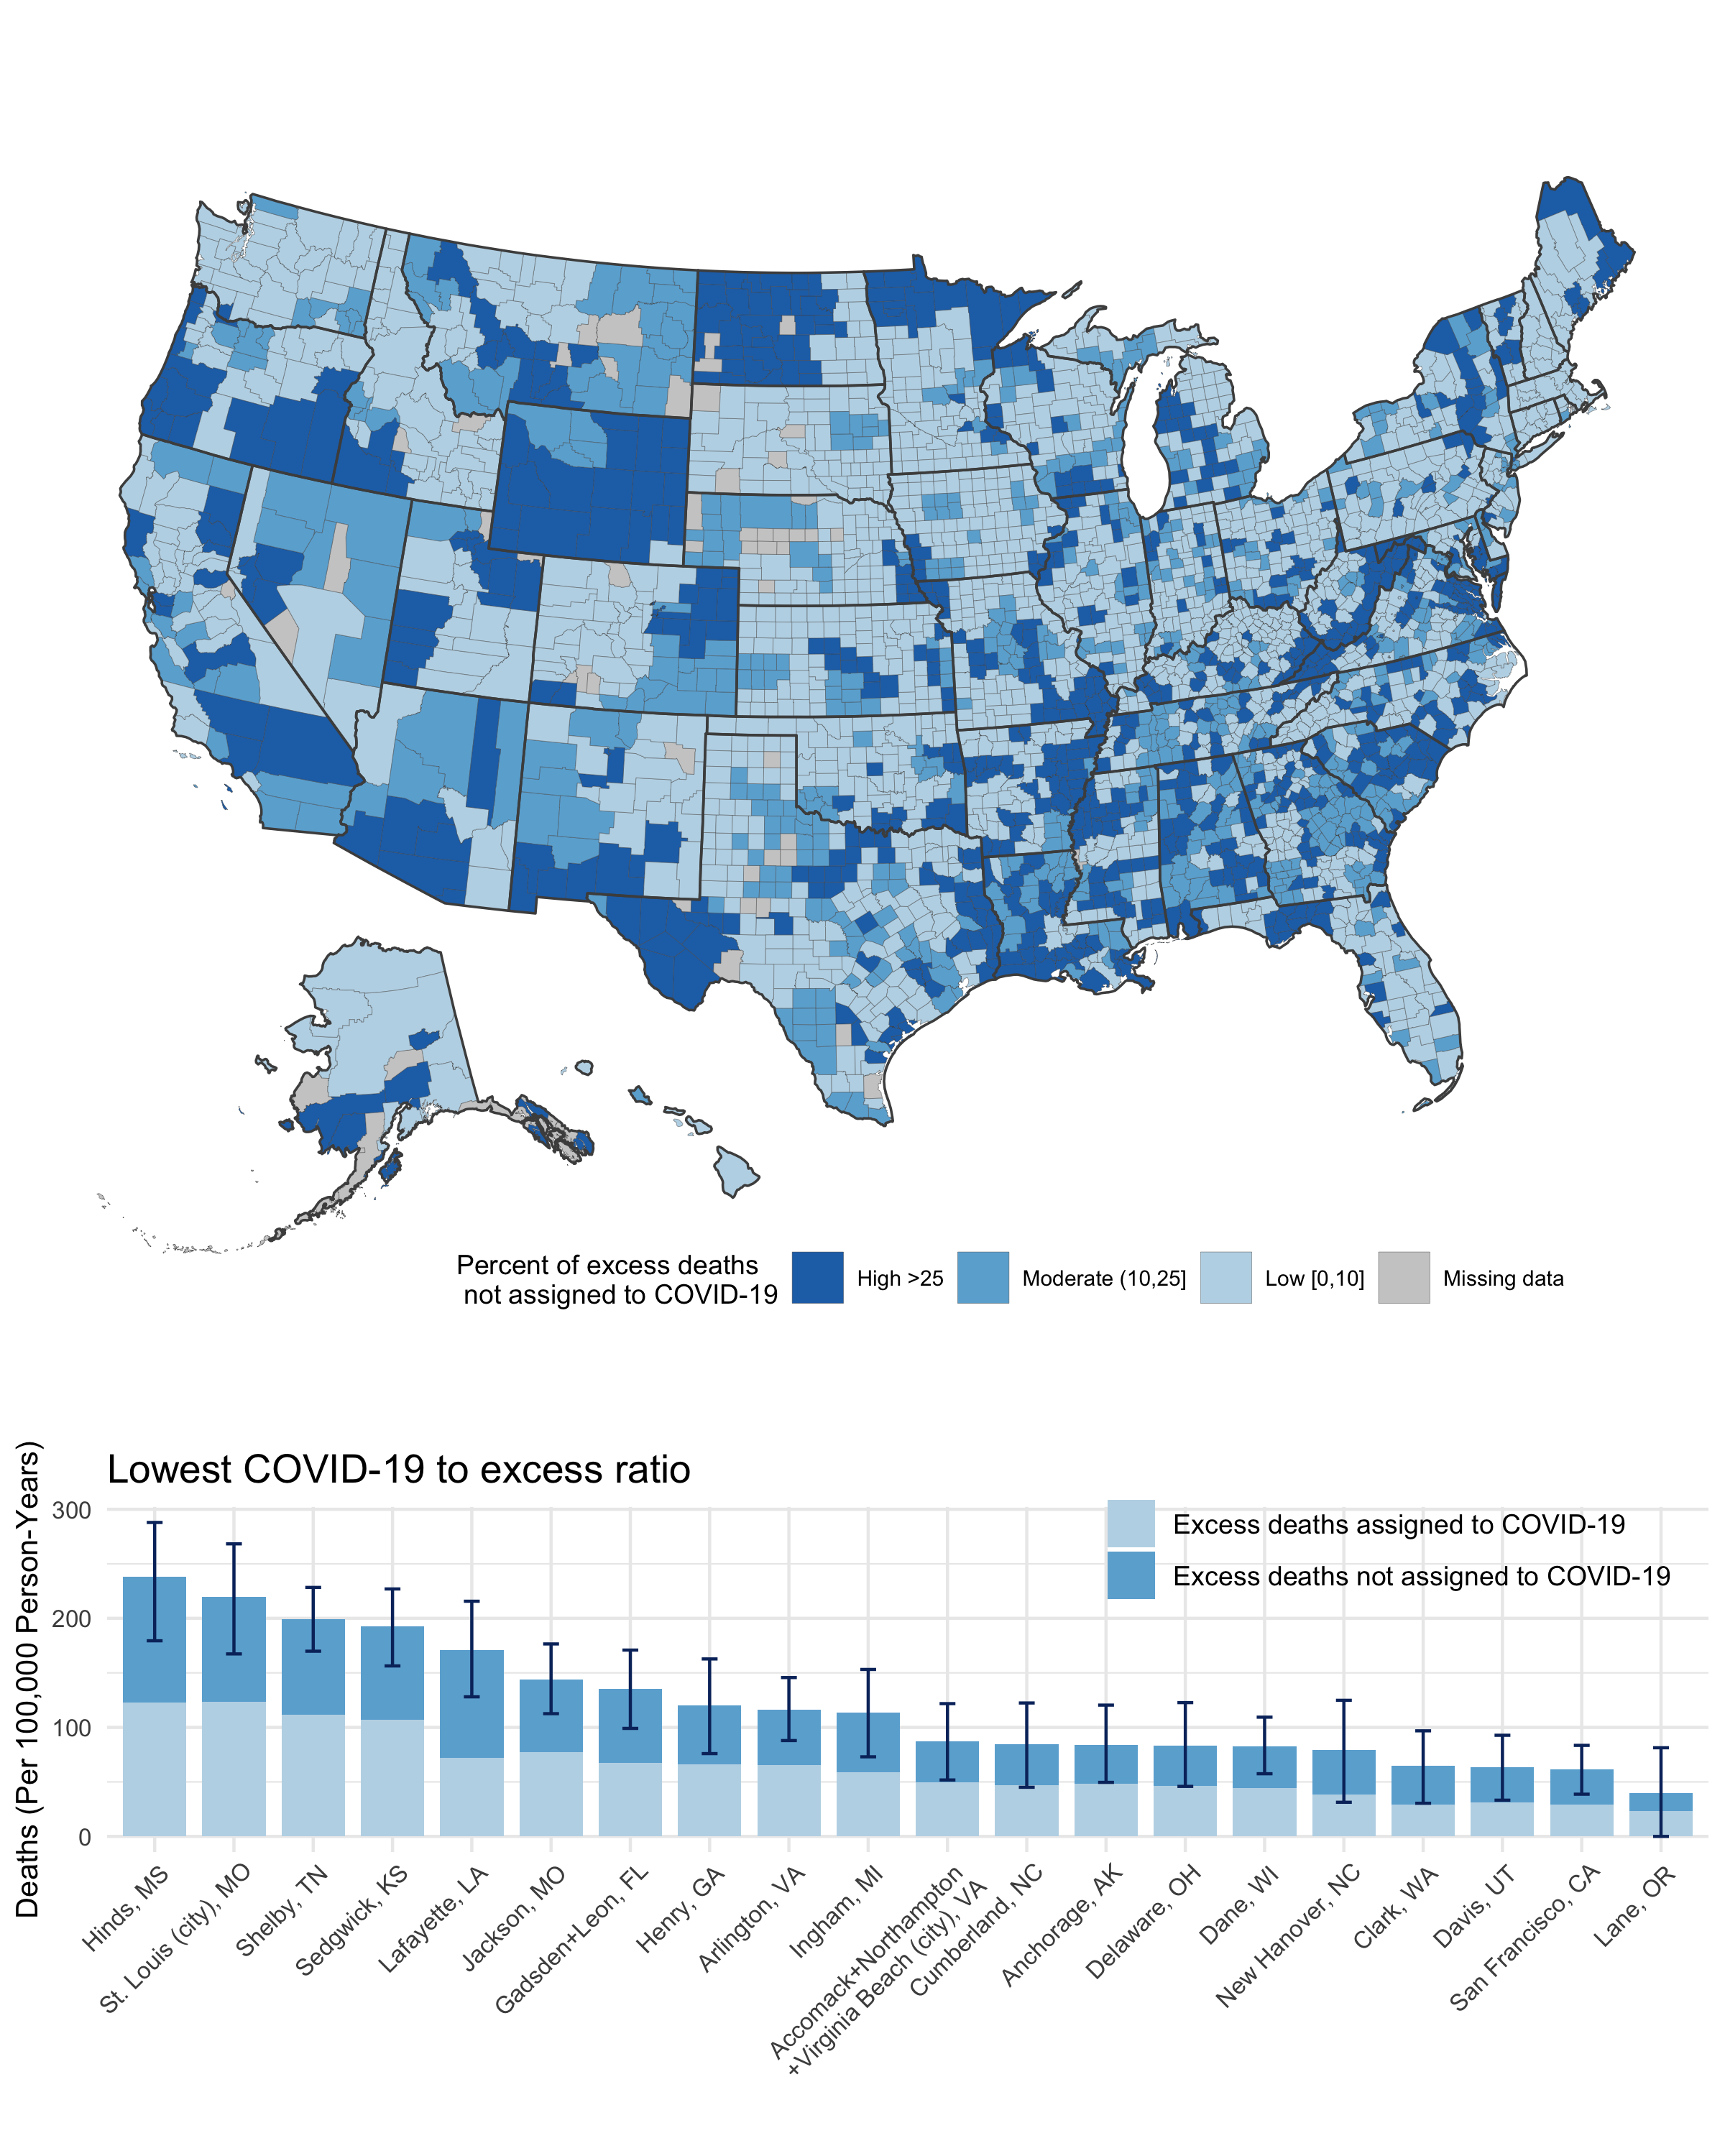 Percent of excess deaths
not assigned to COVID-19
High >25
Moderate (10,25]
Low [0,10]
Missing data
Lowest COVID-19 to excess ratio
Deaths (Per 100,000 Person-Years)
300
200
100
0
Excess deaths assigned to COVID-19
Excess deaths not assigned to COVID-19
Hinds, MS
St. Louis (city), MO
Shelby, TN
Sedgwick, KS
Lafayette, LA
Jackson, MO
Gadsden+Leon, FL
Henry, GA
Arlington, VA
Ingham, MI
Accomack+Northampton
+Virginia Beach (city), VA
Cumberland, NC
Anchorage, AK
Delaware, OH
Dane, WI
New Hanover, NC
Clark, WA
Davis, UT
San Francisco, CA
Lane, OR